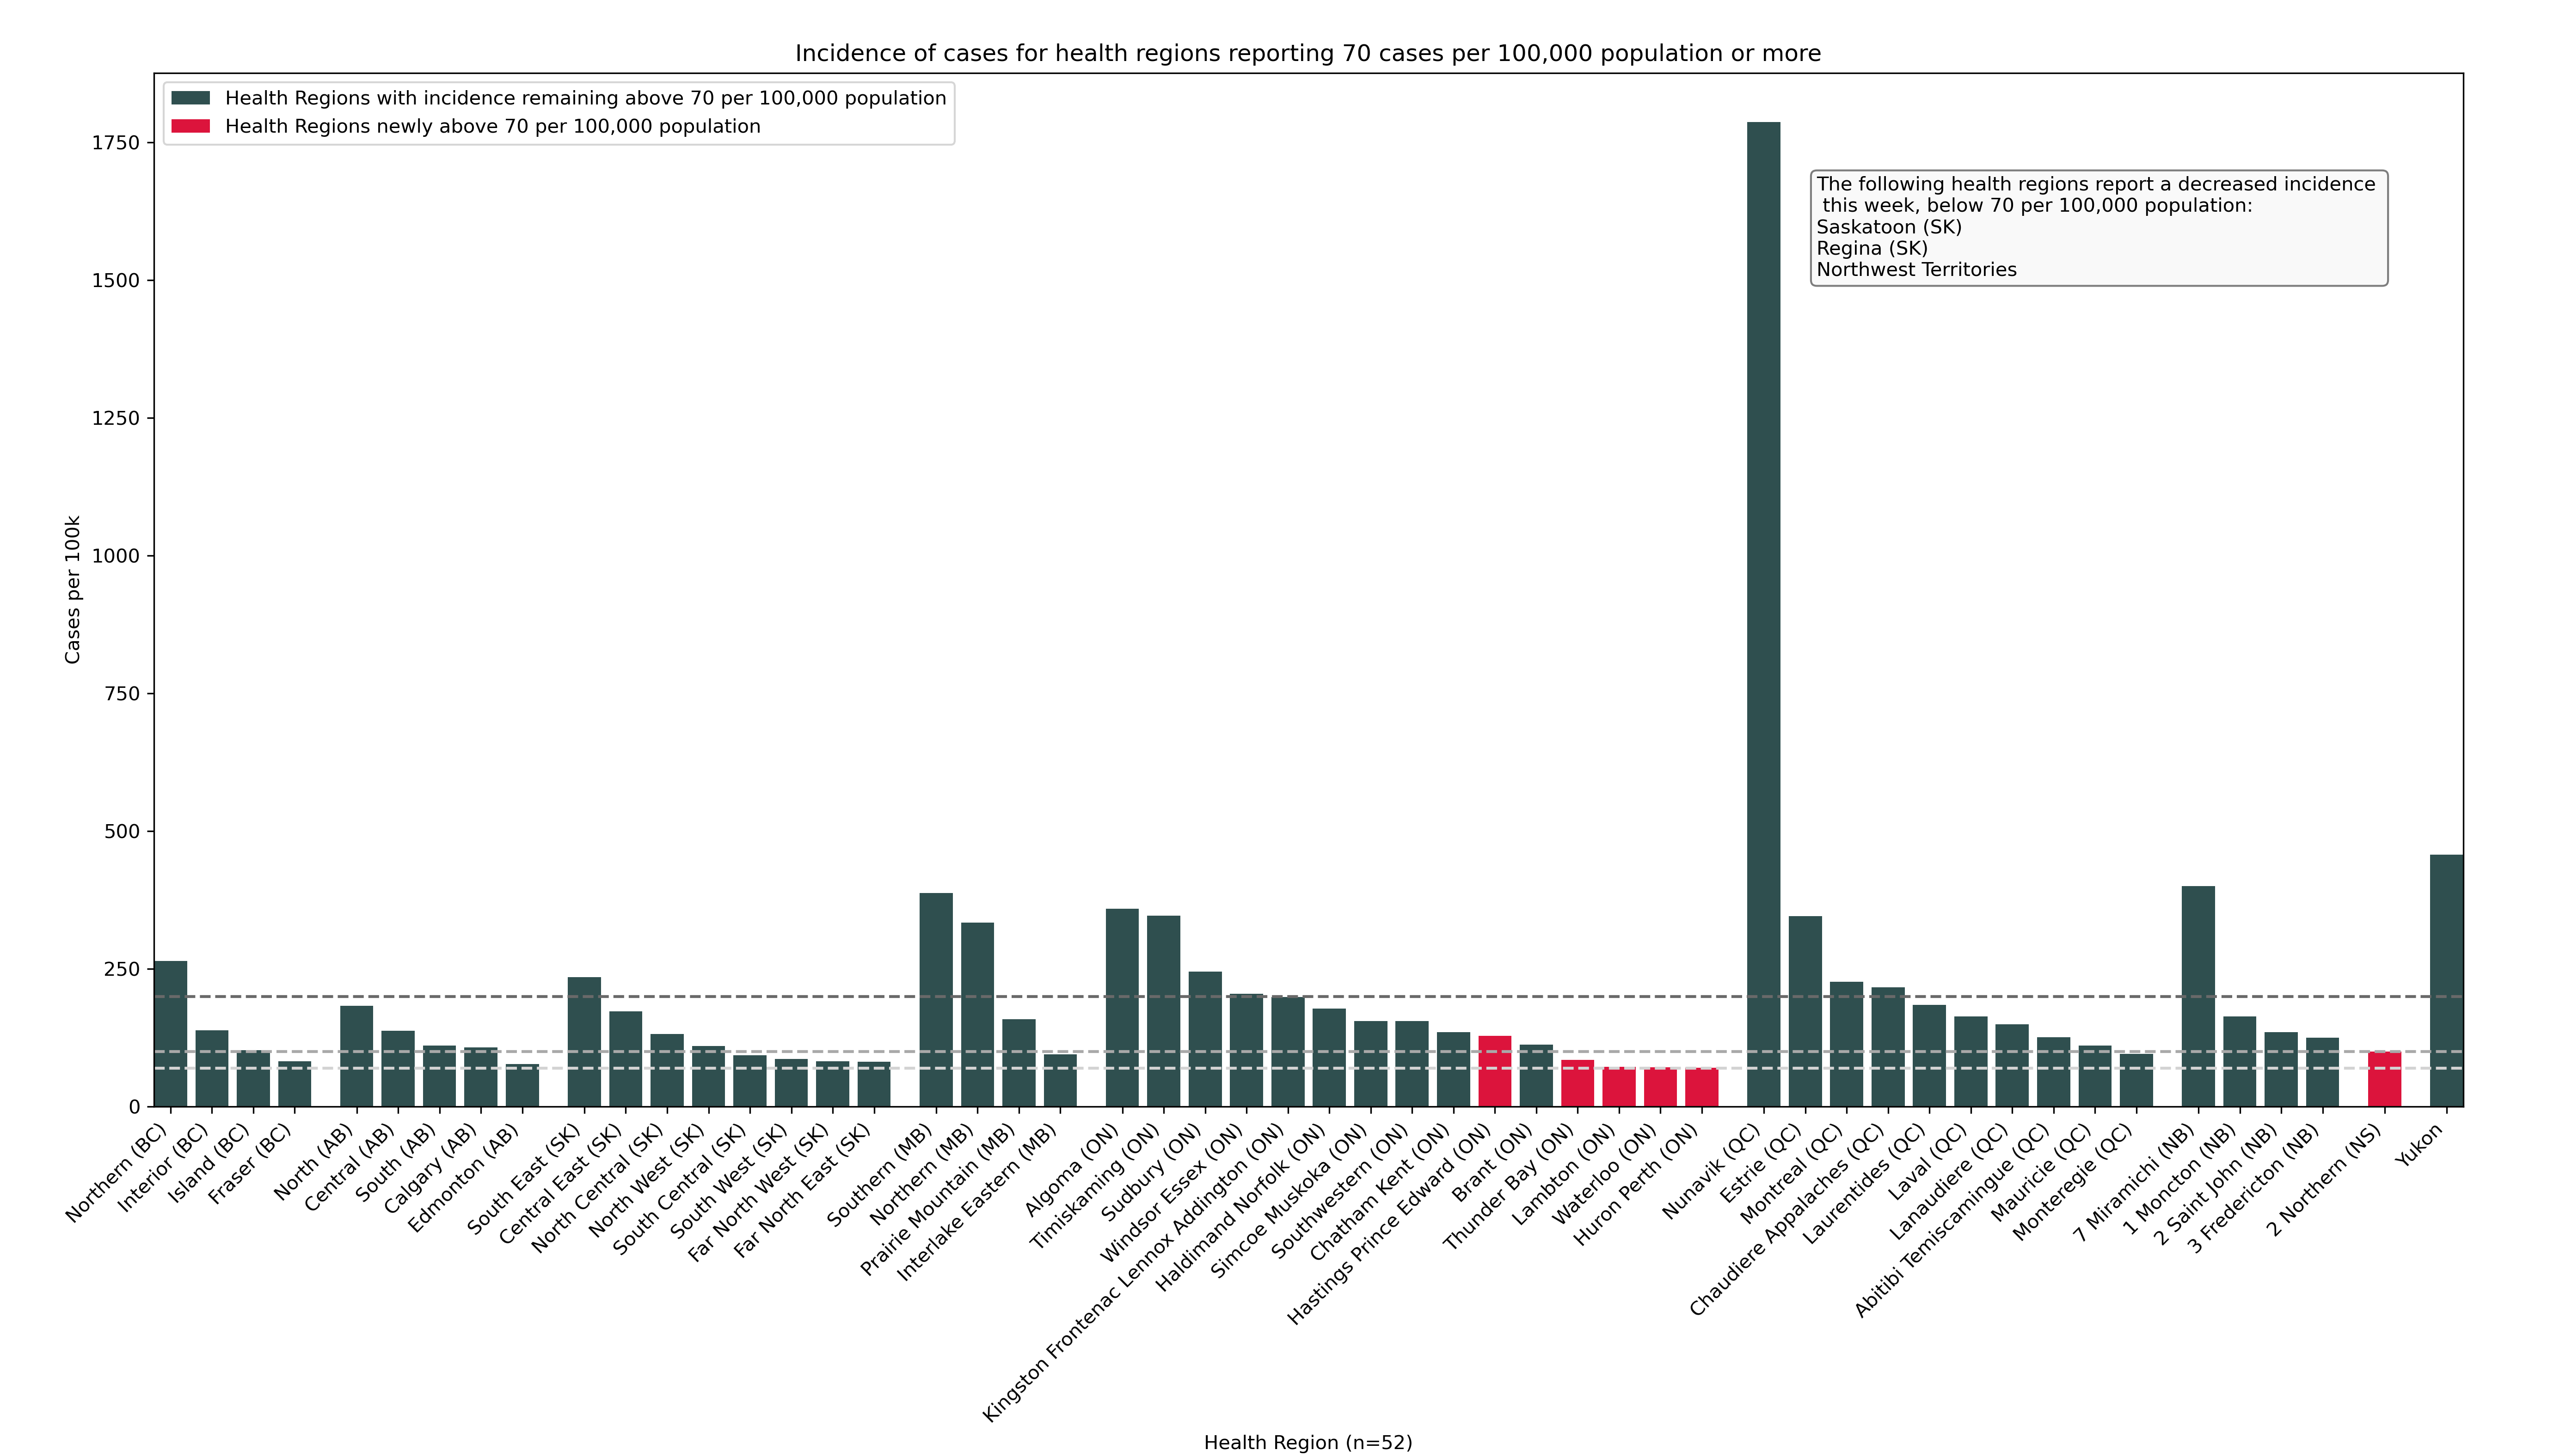 Incidence of cases for health regions reporting 70 cases per 100,000 population or more
Health Regions with incidence remaining above 70 per 100,000 population
Health Regions newly above 70 per 100,000 population
The following health regions report a decreased incidence
this week, below 70 per 100,000 population:
Saskatoon (SK)
Regina (SK)
Northwest Territories
Cases per 100k
1750
1500
1250
1000
750
500
250
0
Northern (BC)
Interior (BC)
Island (BC)
Fraser (BC)
North (AB)
Central (AB)
South (AB)
Calgary (AB)
Edmonton (AB)
South East (SK)
Central East (SK)
North Central (SK)
North West (SK)
South Central (SK)
South West (SK)
Far North West (SK)
Far North East (SK)
Southern (MB)
Northern (MB)
Prairie Mountain (MB)
Interlake Eastern (MB)
Algoma (ON)
Timiskaming (ON)
Sudbury (ON)
Windsor Essex (ON)
Kingston Frontenac Lennox Addington (ON)
Haldimand Norfolk (ON)
Simcoe Muskoka (ON)
Southwestern (ON)
Chatham Kent (ON)
Hastings Prince Edward (ON)
Brant (ON)
Thunder Bay (ON)
Lambton (ON)
Waterloo (ON)
Huron Perth (ON)
Nunavik (QC)
Estrie (QC)
Montreal (QC)
Chaudiere Appalaches (QC)
Laurentides (QC)
Laval (QC)
Lanaudiere (QC)
Abitibi Temiscamingue (QC)
Mauricie (QC)
Monteregie (QC)
7 Miramichi (NB)
1 Moncton (NB)
2 Saint John (NB)
3 Fredericton (NB)
2 Northern (NS)
Yukon
Health Region (n=52)